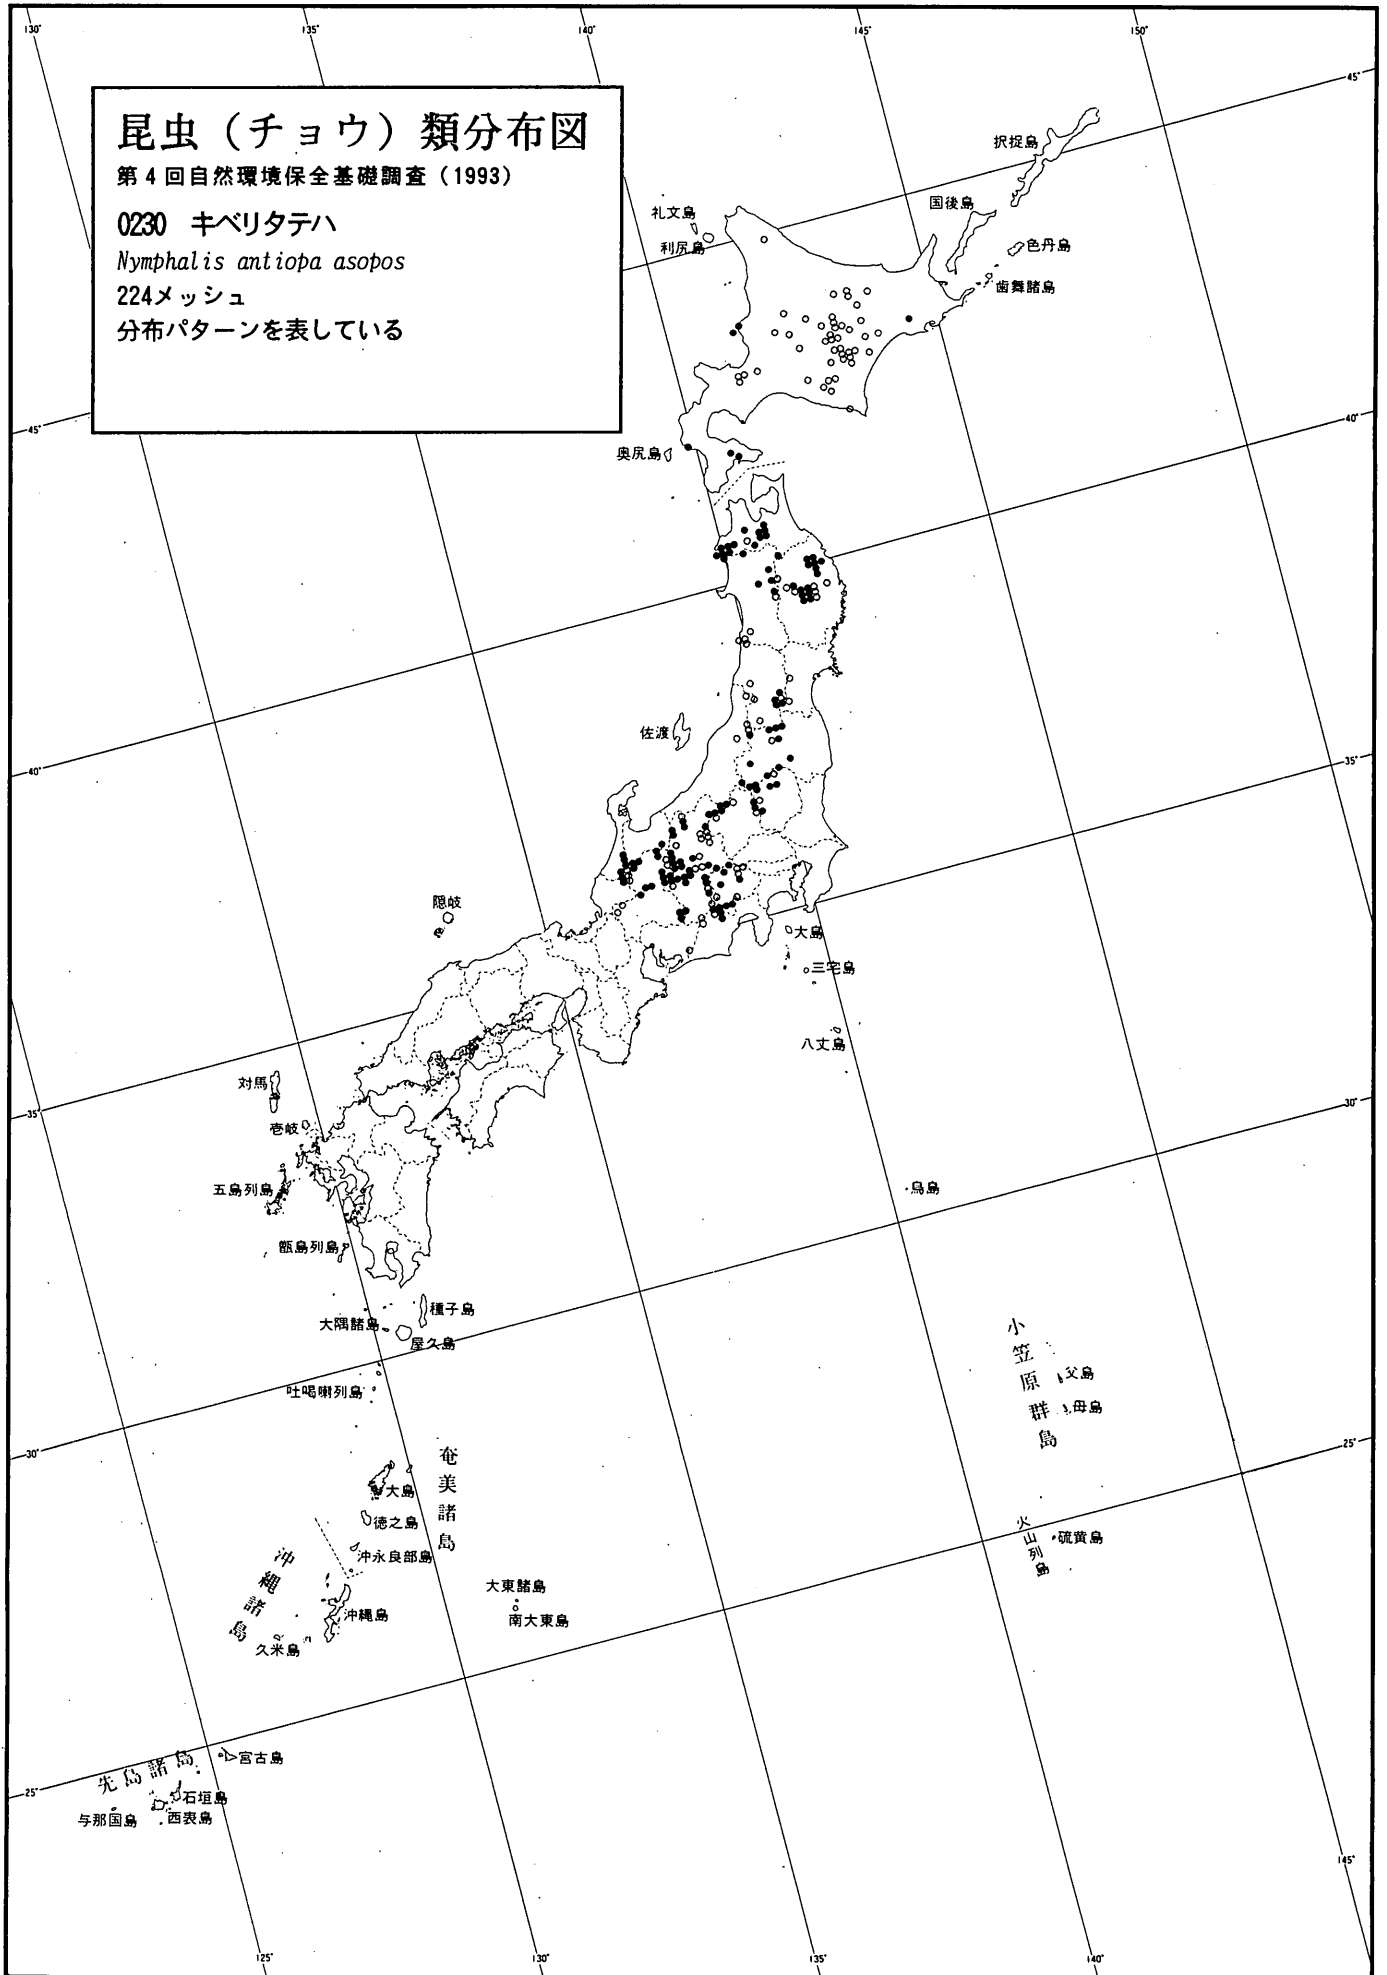 130°
135°
140°
145°
150°
45°
昆虫（チョウ）類分布図
第4回自然環境保全基礎調査（1993）
0230 キベリタテハ
Nymphalis antiopa asopos
224メッシュ
分布パターンを表している
択捉島
国後島
色丹島
歯舞諸島
礼文島
利尻島
45°
40°
奥尻島
佐渡
40°
35°
隠岐
大島
三宅島
八丈島
対馬
壱岐
35°
30°
五島列島
鳥島
甑島列島
種子島
大隅諸島
屋久島
吐喝喇列島
小笠原群島
父島
母島
30°
25°
奄美諸島
大島
徳之島
沖永良部島
火山列島
硫黄島
沖縄諸島
沖縄島
久米島
大東諸島
南大東島
先島諸島
宮古島
石垣島
西表島
与那国島
25°
145°
125°
130°
135°
140°